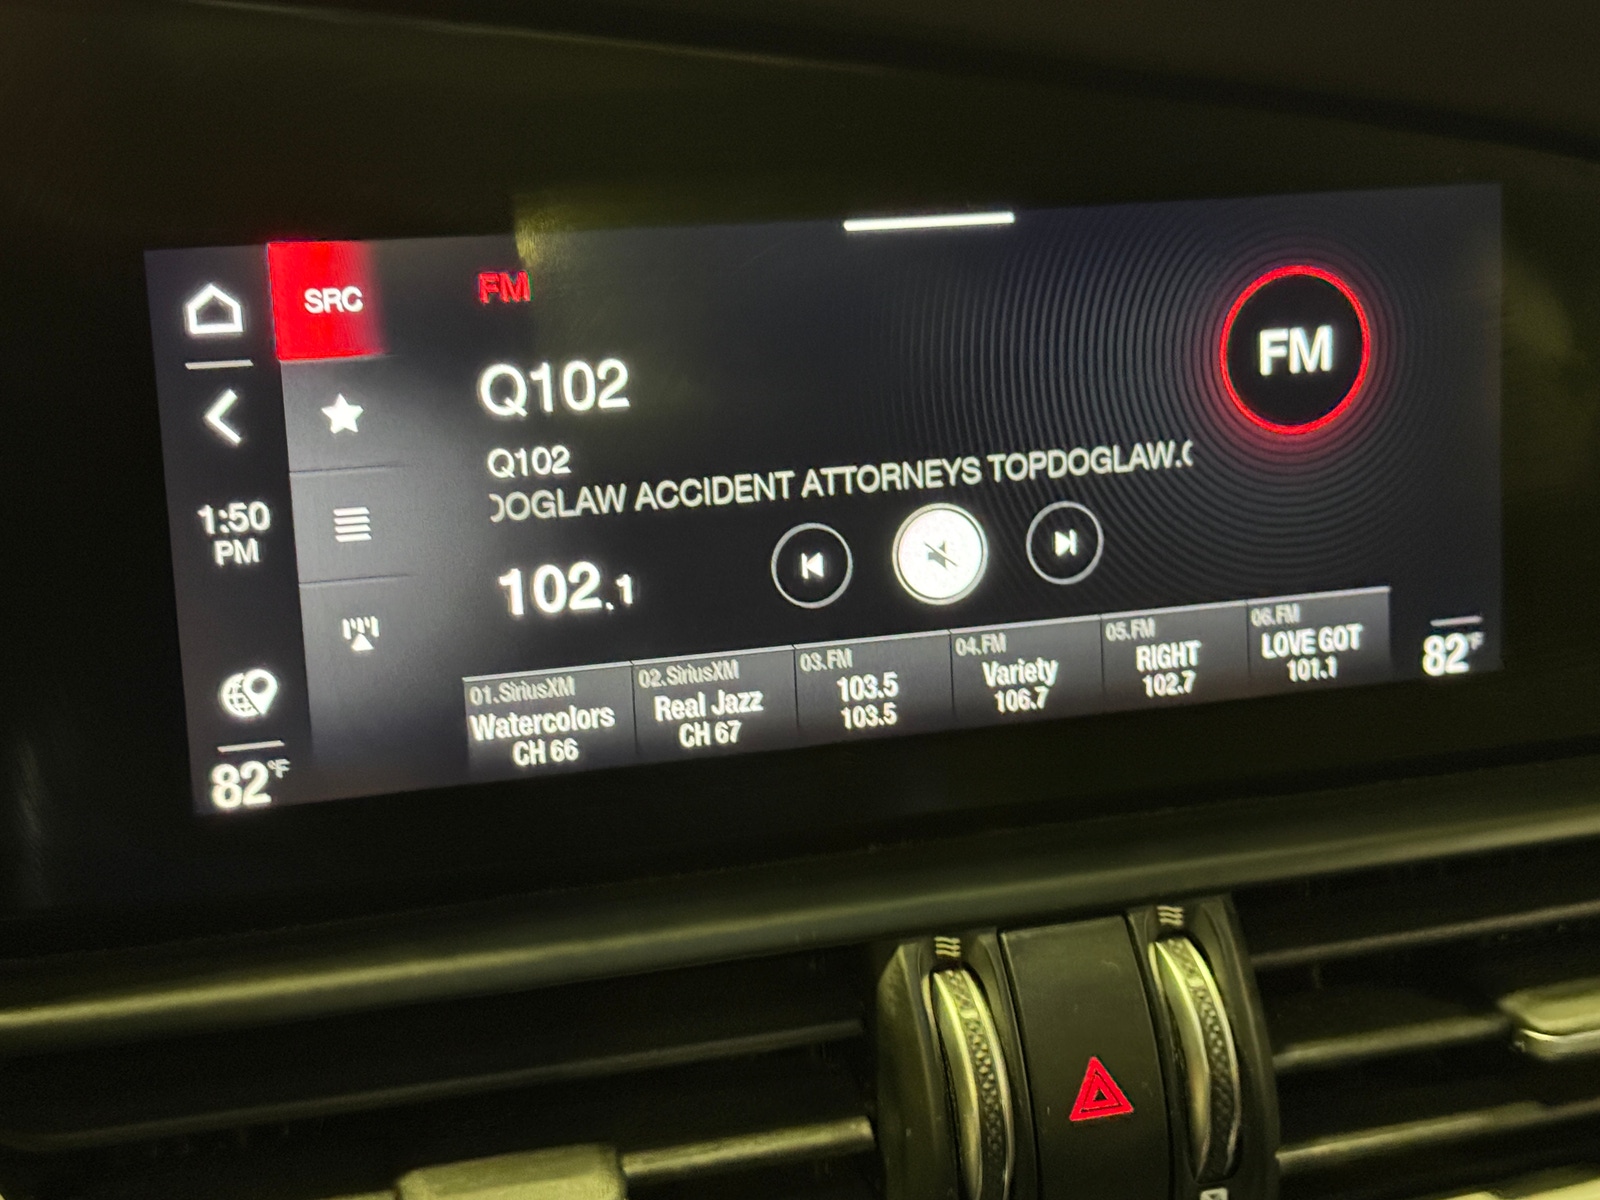 SRC
FM
FM
Q102
Q102
OGLAW ACCIDENT ATTORNEYS TOPDOGLAW.
1:50
PM
102.1
01.SiriusXM
Watercolors
CH 66
02.SiriusXM
Real Jazz
CH 67
03.FM
103.5
103.5
04.FM
Variety
106.7
05.FM
RIGHT
102.7
06.FM
LOVE GOT
101.1
82°F
82°F